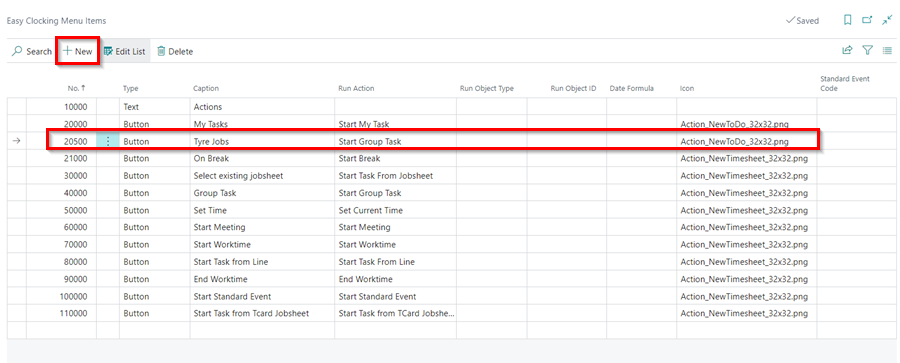 Easy Clocking Menu Items
Saved
Search New Edit List Delete
No. ↑ Type Caption Run Action Run Object Type Run Object ID Date Formula Icon Standard Event Code
10000 Text Actions
20000 Button My Tasks Start My Task Action_NewToDo_32x32.png
20500 Button Tyre Jobs Start Group Task Action_NewToDo_32x32.png
21000 Button On Break Start Break Action_NewTimesheet_32x32.png
30000 Button Select existing jobsheet Start Task From Jobsheet Action_NewTimesheet_32x32.png
40000 Button Group Task Start Group Task Action_NewTimesheet_32x32.png
50000 Button Set Time Set Current Time Action_NewTimesheet_32x32.png
60000 Button Start Meeting Start Meeting Action_NewTimesheet_32x32.png
70000 Button Start Worktime Start Worktime Action_NewTimesheet_32x32.png
80000 Button Start Task from Line Start Task From Line Action_NewTimesheet_32x32.png
90000 Button End Worktime End Worktime Action_NewTimesheet_32x32.png
100000 Button Start Standard Event Start Standard Event Action_NewTimesheet_32x32.png
110000 Button Start Task from TCard Jobsheet Start Task from TCard Jobshe... Action_NewTimesheet_32x32.png